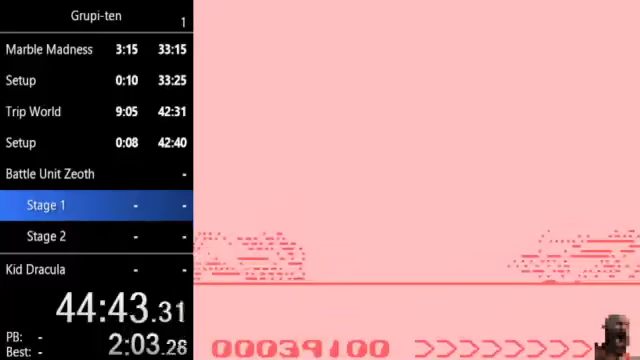 Grupi-ten
1
Marble Madness 3:15 33:15
Setup 0:10 33:25
Trip World 9:05 42:31
Setup 0:08 42:40
Battle Unit Zeoth -
Stage 1 - -
Stage 2 - -
Kid Dracula - -
44:43.31
PB: -
Best: - 2:03.26
00039100 >>>>>>>>>